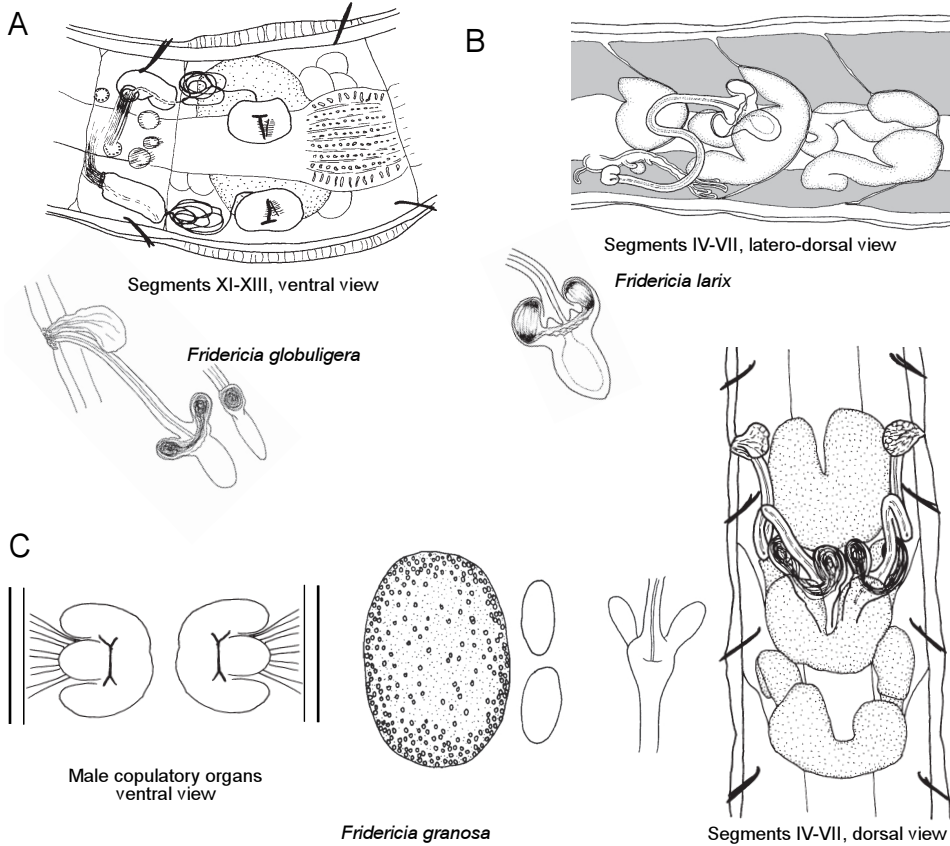 A
Segments XI-XIII, ventral view
Fridericia globuligera
B
Segments IV-VII, latero-dorsal view
Fridericia larix
C
Male copulatory organs
ventral view
Fridericia granosa
Segments IV-VII, dorsal view